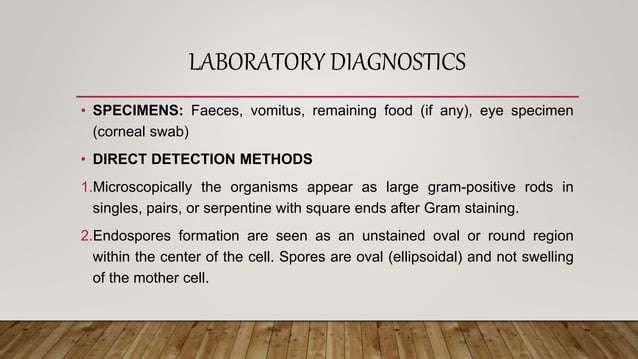 LABORATORY DIAGNOSTICS
• SPECIMENS: Faeces, vomitus, remaining food (if any), eye specimen
(corneal swab)
• DIRECT DETECTION METHODS
1.Microscopically the organisms appear as large gram-positive rods in
singles, pairs, or serpentine with square ends after Gram staining.
2.Endospores formation are seen as an unstained oval or round region
within the center of the cell. Spores are oval (ellipsoidal) and not swelling
of the mother cell.